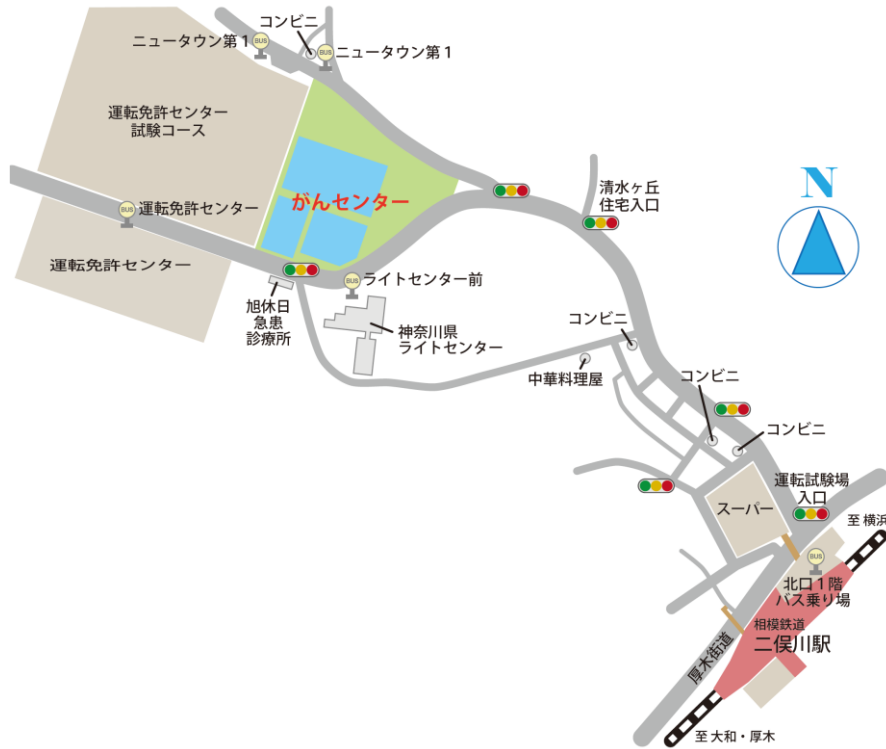 コンビニ
BUS
ニュータウン第1
BUS
ニュータウン第1
運転免許センター
試験コース
がんセンター
清水ヶ丘
住宅入口
N
BUS
運転免許センター
運転免許センター
BUS
ライトセンター前
旭休日
急患
診療所
神奈川県
ライトセンター
コンビニ
中華料理屋
コンビニ
コンビニ
運転試験場
入口
スーパー
至 横浜
BUS
北口1階
バス乗り場
相模鉄道
二俣川駅
厚木街道
至 大和・厚木